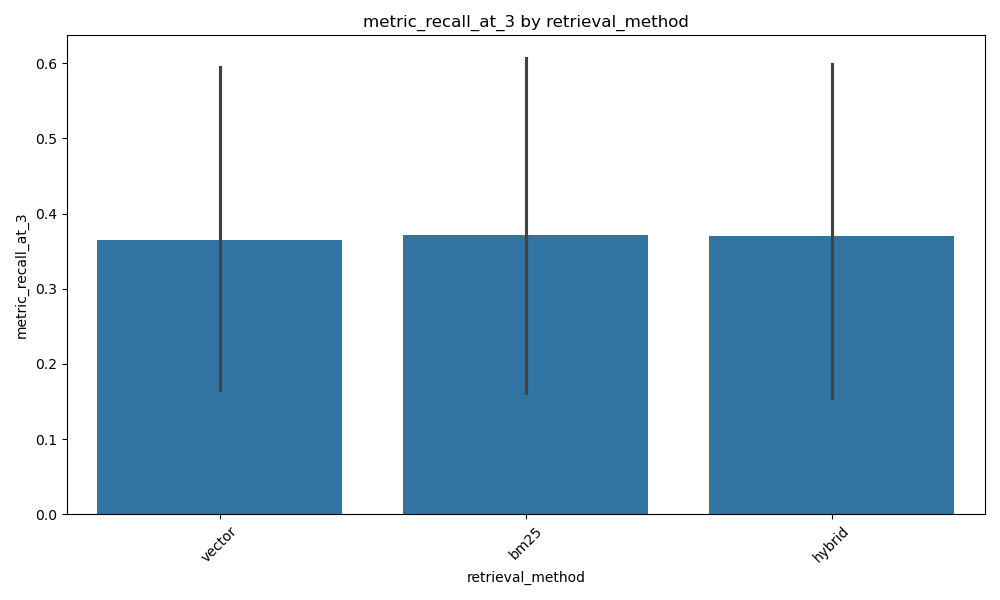 metric_recall_at_3 by retrieval_method
metric_recall_at_3
0.6
0.5
0.4
0.3
0.2
0.1
0.0
vector
bm25
hybrid
retrieval_method